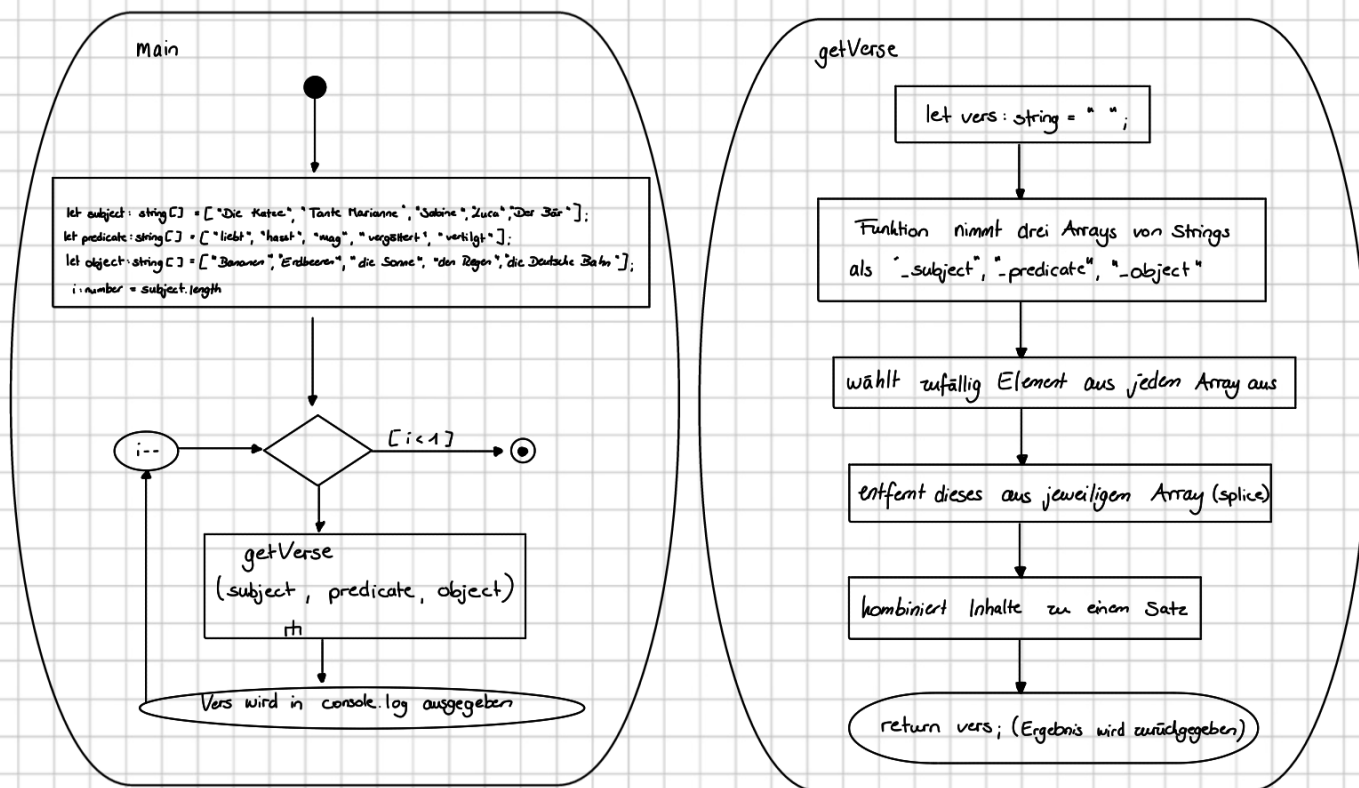 Main
let subject: string[] = ["Die Katze", "Tante Marianne", "Sabine", "Luca", "Der Bär"];
let predicate: string[] = ["liebt", "hasst", "mag", "vergöttert", "vertilgt"];
let object: string[] = ["Bananen", "Erdbeeren", "die Sonne", "den Regen", "die Deutsche Bahn"];
i: number = subject.length
i--
[i<1]
getVerse
(subject, predicate, object)
Vers wird in console.log ausgegeben
getVerse
let vers: string = " ";
Funktion nimmt drei Arrays von Strings
als "_subject", "_predicate", "_object"
wählt zufällig Element aus jedem Array aus
entfernt dieses aus jeweiligem Array (splice)
kombiniert Inhalte zu einem Satz
return vers; (Ergebnis wird zurückgegeben)